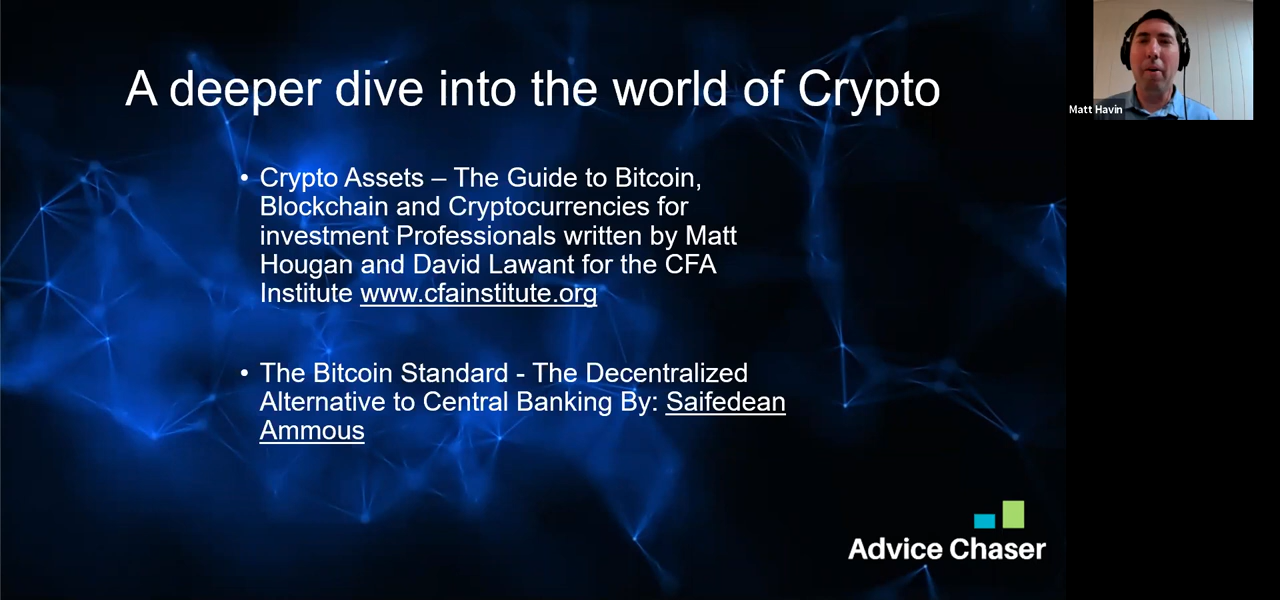 A deeper dive into the world of Crypto
• Crypto Assets – The Guide to Bitcoin,
Blockchain and Cryptocurrencies for
investment Professionals written by Matt
Hougan and David Lawant for the CFA
Institute www.cfainstitute.org
• The Bitcoin Standard - The Decentralized
Alternative to Central Banking By: Saifedean
Ammous
Advice Chaser
Matt Havin